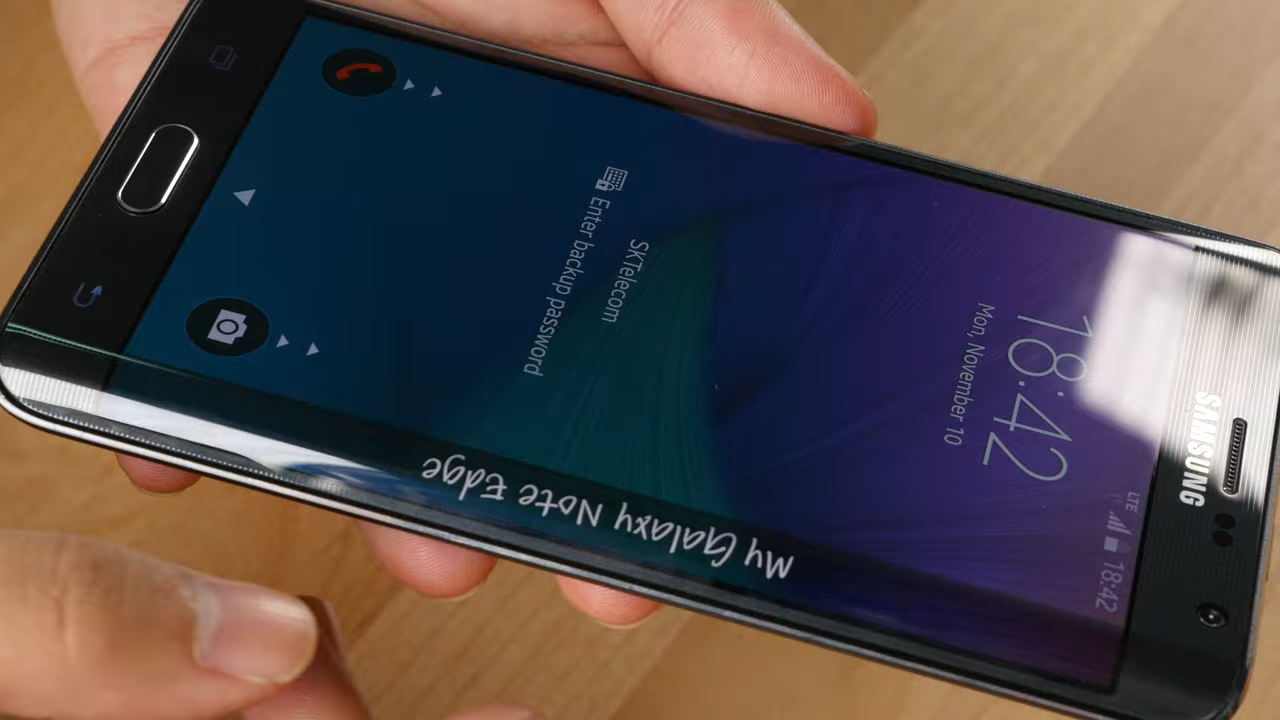 SAMSUNG
LTE 18:42
18:42
Mon, November 10
SKTelecom
Enter backup password
My Galaxy Note Edge